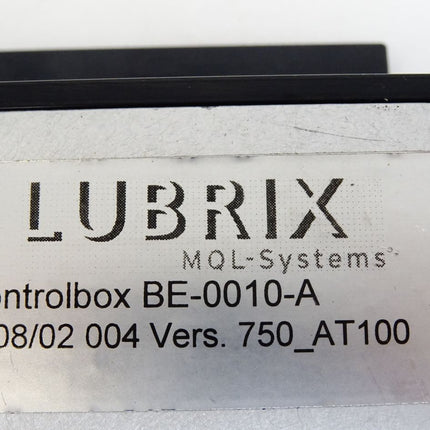 LUBRIX
MQL-Systems
ontrolbox BE-0010-A
08/02 004 Vers. 750_AT100